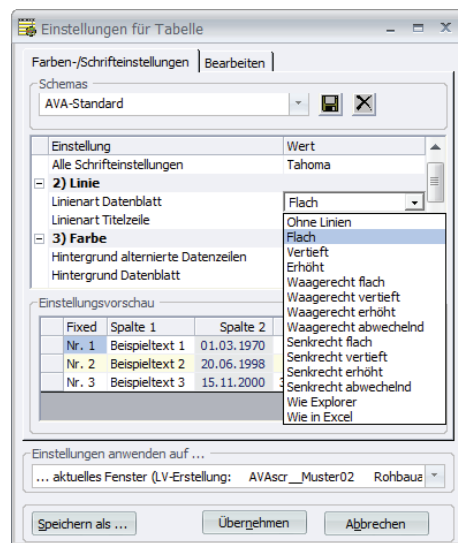 Einstellungen für Tabelle
Farben-/Schrifteinstellungen Bearbeiten
Schemas
AVA-Standard
Einstellung Wert
Alle Schrifteinstellungen Tahoma
2) Linie
Linienart Datenblatt Flach
Linienart Titelzeile
3) Farbe
Hintergrund alternierte Datenzeilen
Hintergrund Datenblatt
Ohne Linien
Flach
Vertieft
Erhöht
Waagerecht flach
Waagerecht vertieft
Waagerecht erhöht
Waagerecht abwechelnd
Senkrecht flach
Senkrecht vertieft
Senkrecht erhöht
Senkrecht abwechelnd
Wie Explorer
Wie in Excel
Einstellungsvorschau
Fixed Spalte 1 Spalte 2
Nr. 1 Beispieltext 1 01.03.1970
Nr. 2 Beispieltext 2 20.06.1998
Nr. 3 Beispieltext 3 15.11.2000
Einstellungen anwenden auf ...
... aktuelles Fenster (LV-Erstellung: AVAscr__Muster02 Rohbaua
Speichern als ... Übernehmen Abbrechen